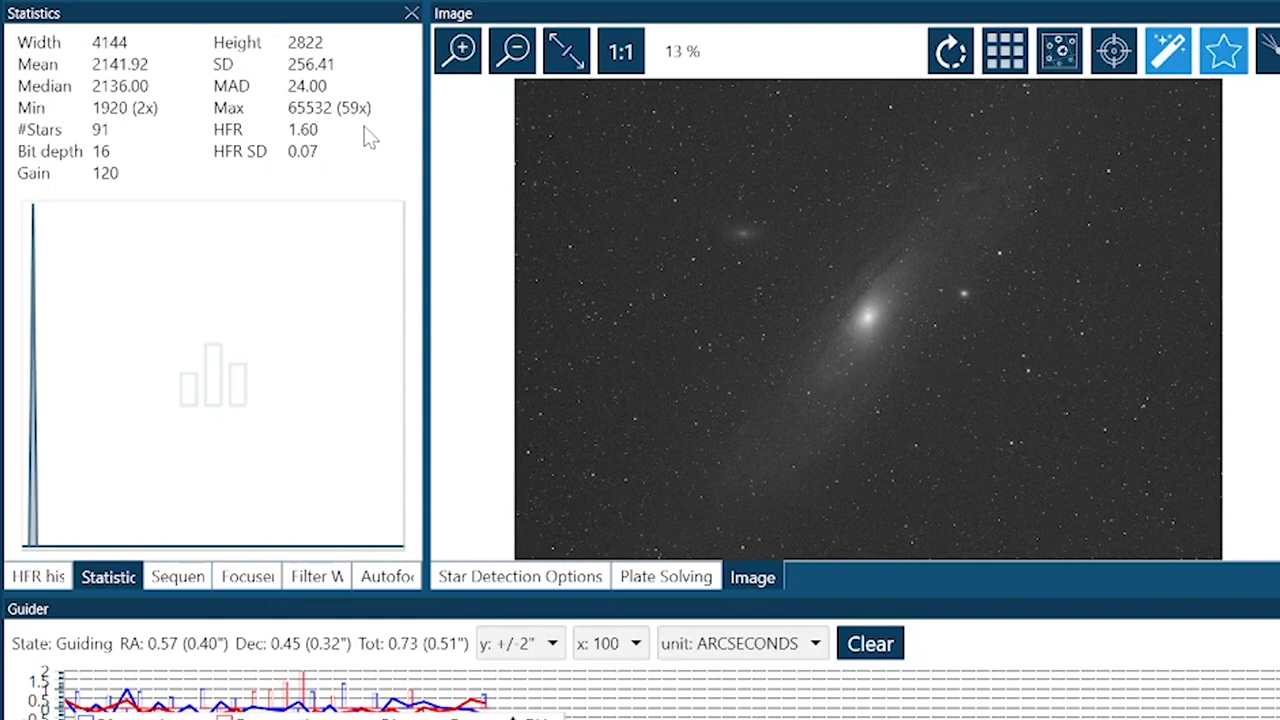 Statistics
Width 4144 Height 2822
Mean 2141.92 SD 256.41
Median 2136.00 MAD 24.00
Min 1920 (2x) Max 65532 (59x)
#Stars 91 HFR 1.60
Bit depth 16 HFR SD 0.07
Gain 120
HFR his Statistic Sequen Focuser Filter W Autofoc
Image
1:1 13 %
Star Detection Options Plate Solving Image
Guider
State: Guiding RA: 0.57 (0.40") Dec: 0.45 (0.32") Tot: 0.73 (0.51") y: +/-2" x: 100 unit: ARCSECONDS Clear
2
1.5
1
0.5